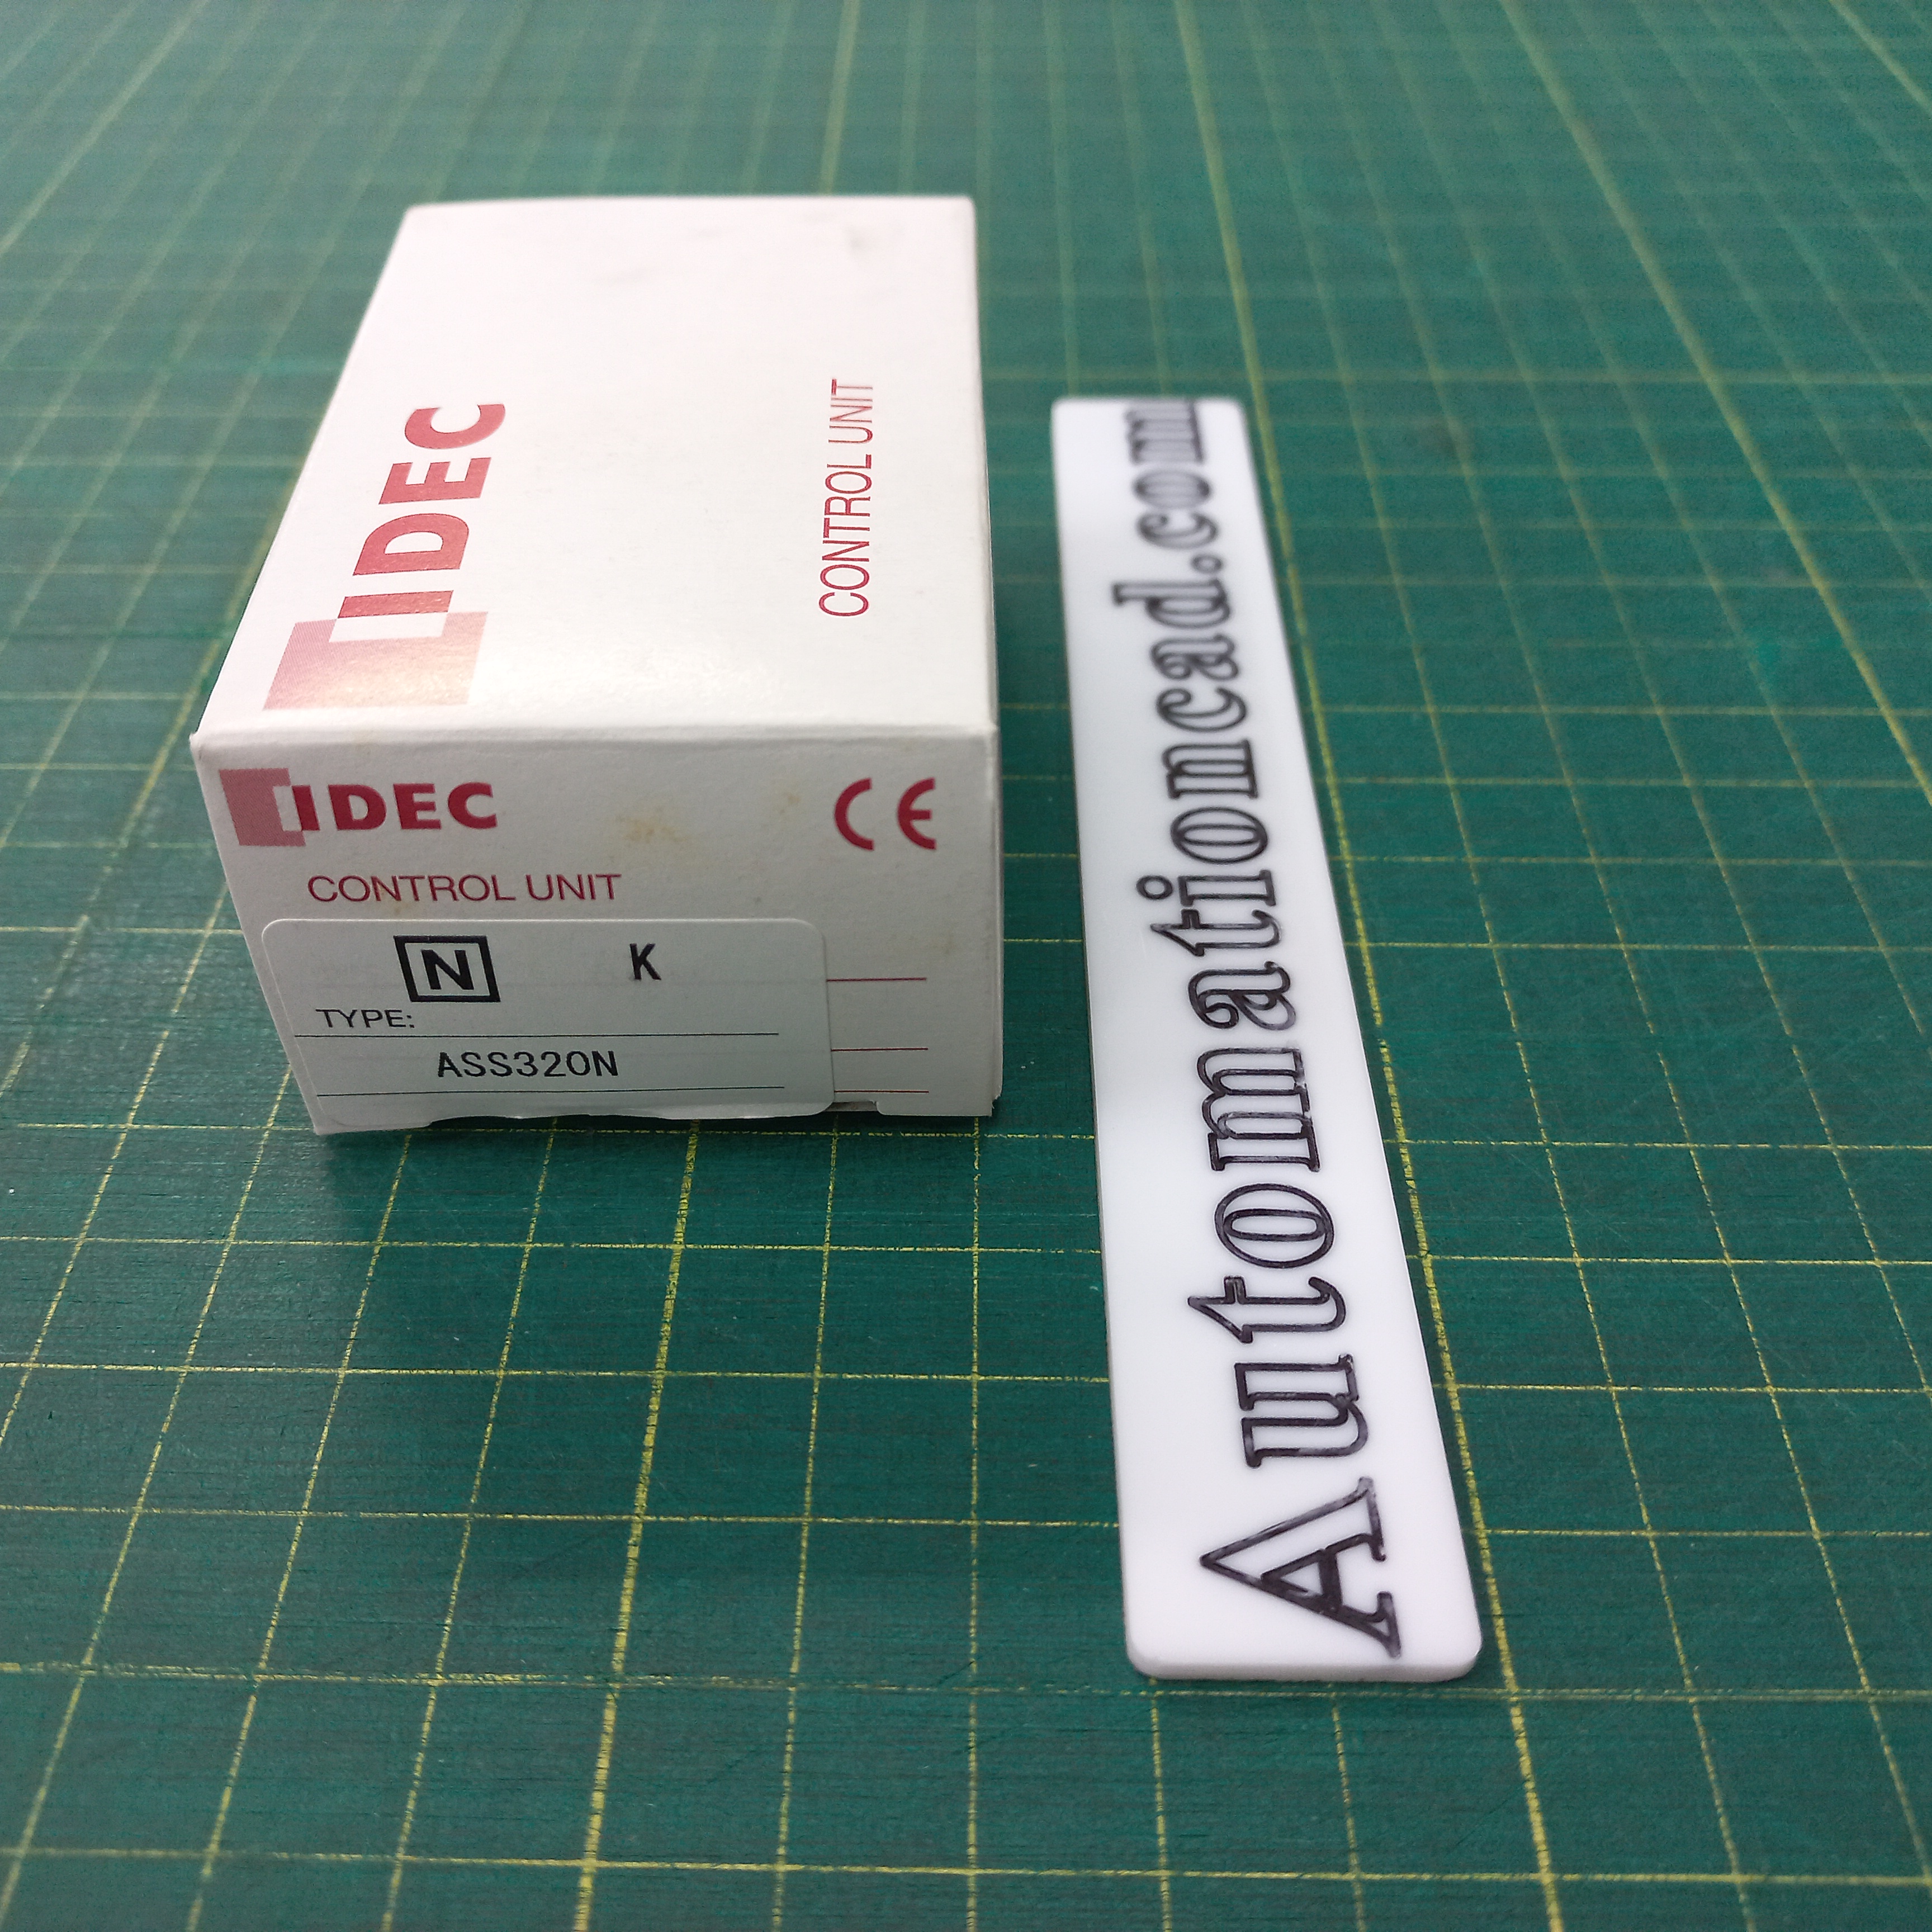 IDEC
CONTROL UNIT
IDEC
CE
CONTROL UNIT
N K
TYPE:
ASS320N
Automationcad.com